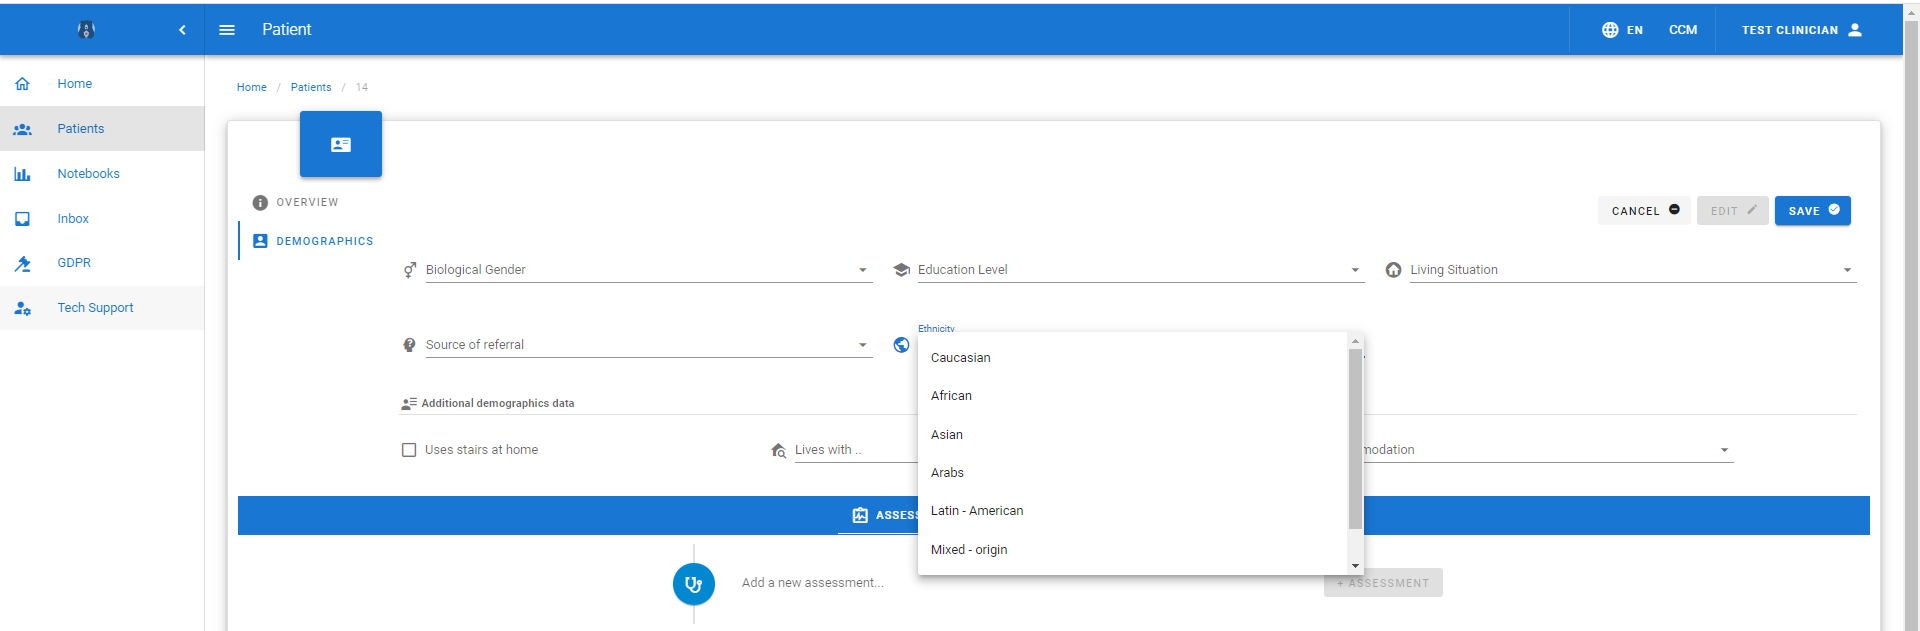 Patient
EN
CCM
TEST CLINICIAN
Home
Patients
Notebooks
Inbox
GDPR
Tech Support
Home / Patients / 14
OVERVIEW
DEMOGRAPHICS
CANCEL
EDIT
SAVE
Biological Gender
Education Level
Living Situation
Source of referral
Ethnicity
Caucasian
African
Asian
Arabs
Latin - American
Mixed - origin
Additional demographics data
Uses stairs at home
Lives with ..
modation
ASSESS
Add a new assessment...
+ ASSESSMENT